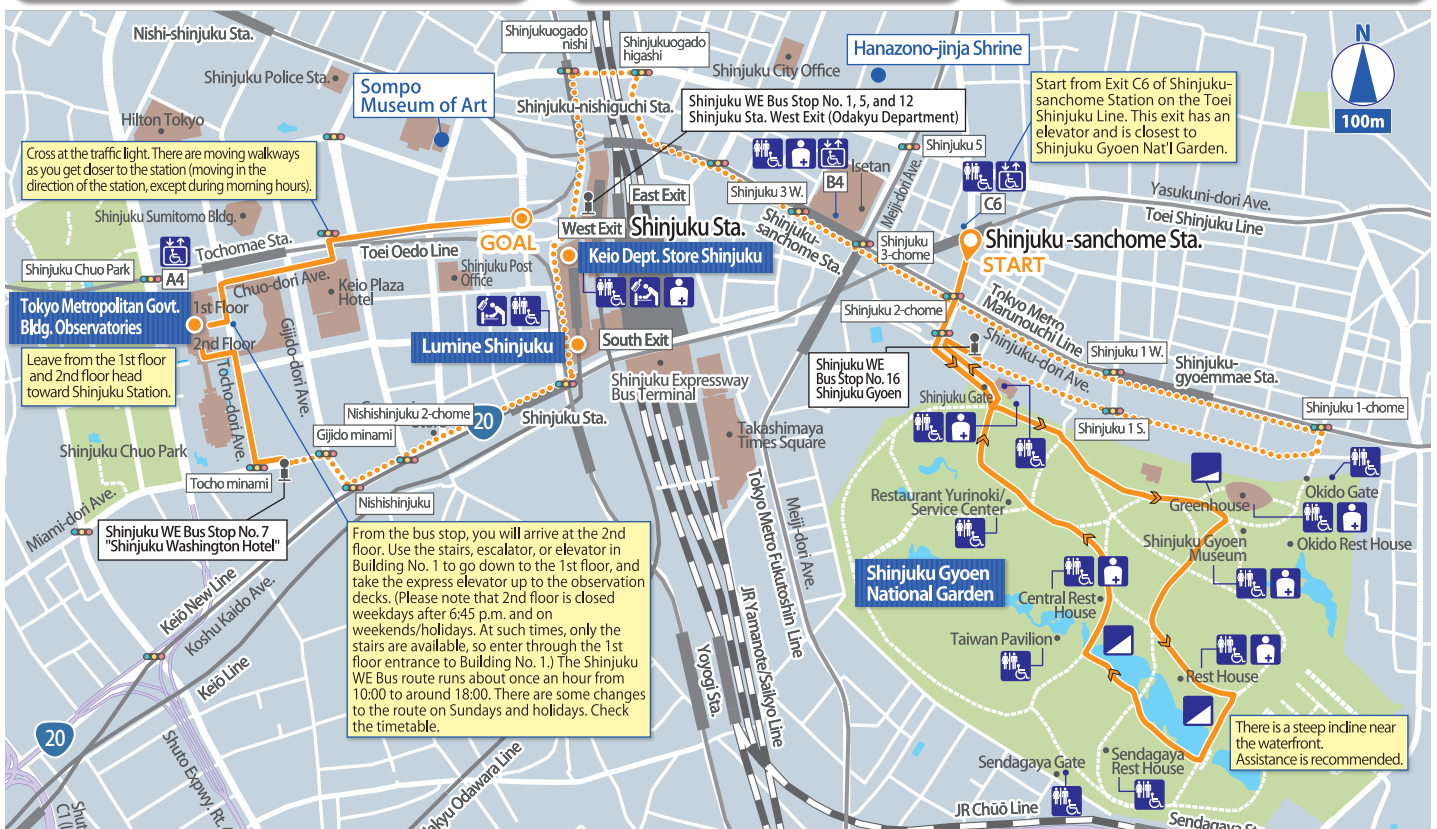 Nishi-shinjuku Sta.
Shinjukuogado
nishi
Shinjukuogado
higashi
Shinjuku Police Sta.
Sompo
Museum of Art
Shinjuku City Office
Hanazono-jinja Shrine
N
100m
Hilton Tokyo
Shinjuku-nishiguchi Sta.
Shinjuku WE Bus Stop No. 1, 5, and 12
Shinjuku Sta. West Exit (Odakyu Department)
Start from Exit C6 of Shinjuku-
sanchome Station on the Toei
Shinjuku Line. This exit has an
elevator and is closest to
Shinjuku Gyoen Nat'l Garden.
Cross at the traffic light. There are moving walkways
as you get closer to the station (moving in the
direction of the station, except during morning hours).
Shinjuku 5
Isetan
B4
Shinjuku 3 W.
Meiji-dori Ave.
C6
Yasukuni-dori Ave.
Toei Shinjuku Line
Shinjuku Sumitomo Bldg.
East Exit
West Exit
Shinjuku Sta.
Shinjuku-
sanchome Sta.
Shinjuku
3-chome
Shinjuku -sanchome Sta.
START
GOAL
Tochomae Sta.
Toei Oedo Line
Keio Dept. Store Shinjuku
Shinjuku Chuo Park
A4
Chuo-dori Ave.
Shinjuku Post
Office
Keio Plaza
Hotel
Tokyo Metropolitan Govt.
Bldg. Observatories
1st Floor
2nd Floor
Gijido-dori Ave.
Tocho-dori Ave.
Leave from the 1st floor
and 2nd floor head
toward Shinjuku Station.
Lumine Shinjuku
South Exit
Shinjuku 2-chome
Tokyo Metro
Marunouchi Line
Shinjuku-dori Ave.
Shinjuku 1 W.
Shinjuku-
gyoemmae Sta.
Shinjuku WE
Bus Stop No. 16
Shinjuku Gyoen
Shinjuku Expressway
Bus Terminal
Shinjuku Gate
Shinjuku 1-chome
Shinjuku 1 S.
Nishishinjuku 2-chome
20
Shinjuku Sta.
Gijido minami
Takashimaya
Times Square
Shinjuku Chuo Park
Tocho minami
Nishishinjuku
Miami-dori Ave.
Shinjuku WE Bus Stop No. 7
"Shinjuku Washington Hotel"
Restaurant Yurinoki/
Service Center
Greenhouse
Okido Gate
Okido Rest House
Shinjuku Gyoen
Museum
From the bus stop, you will arrive at the 2nd
floor. Use the stairs, escalator, or elevator in
Building No. 1 to go down to the 1st floor, and
take the express elevator up to the observation
decks. (Please note that 2nd floor is closed
weekdays after 6:45 p.m. and on
weekends/holidays. At such times, only the
stairs are available, so enter through the 1st
floor entrance to Building No. 1.) The Shinjuku
WE Bus route runs about once an hour from
10:00 to around 18:00. There are some changes
to the route on Sundays and holidays. Check
the timetable.
Shinjuku Gyoen
National Garden
Central Rest
House
Taiwan Pavilion
Rest House
Keiō New Line
Koshu Kaido Ave.
Keiō Line
20
Shuto Expwy. Rt.
Yoyogi Sta.
JR Yamanote/Saikyo Line
Tokyo Metro Fukutoshin Line
Meiji-dori Ave.
There is a steep incline near
the waterfront.
Assistance is recommended.
Sendagaya Gate
Sendagaya
Rest House
JR Chūō Line
Odawara Line
Sendagaya